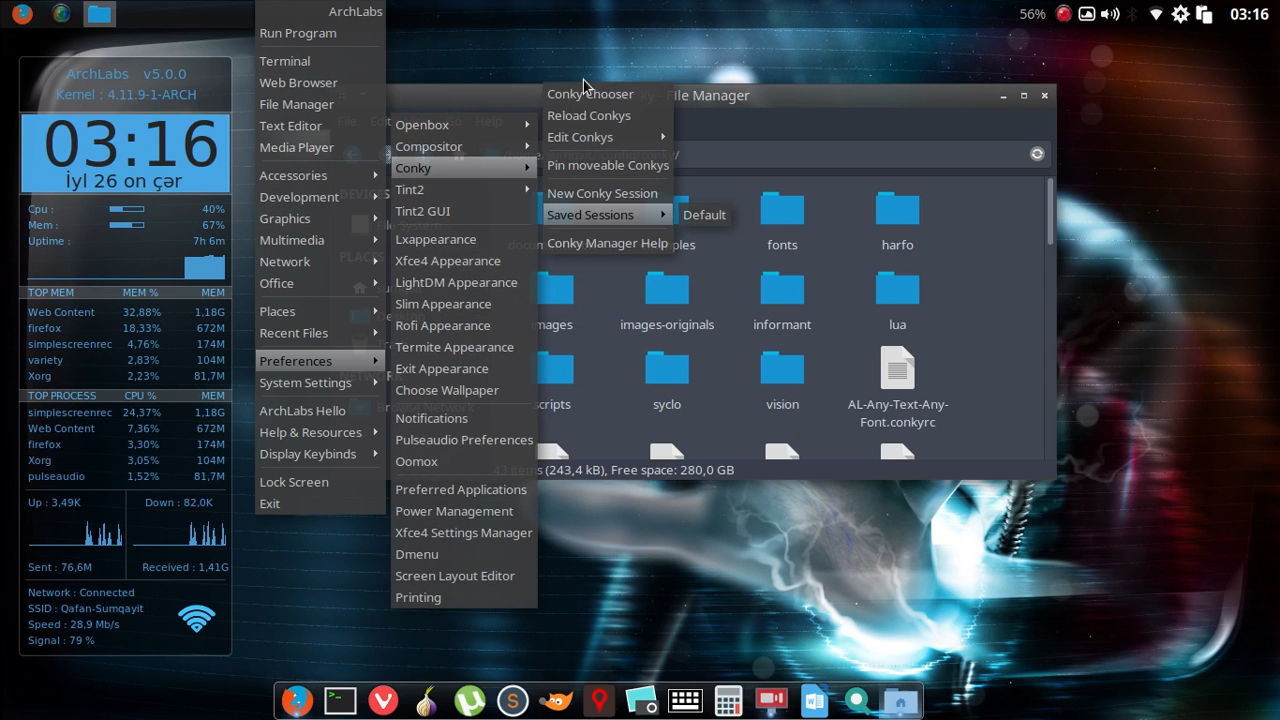 56%
03:16
ArchLabs v5.0.0
Kernel : 4.11.9-1-ARCH
03:16
İyl 26 on çər
Cpu : 40%
Mem : 67%
Uptime : 7h 6m
TOP MEM MEM % MEM
Web Content 32,88% 1,18G
firefox 18,33% 672M
simplescreenrec 4,76% 174M
variety 2,83% 104M
Xorg 2,23% 81,7M
TOP PROCESS CPU % MEM
simplescreenrec 24,37% 1,18G
Web Content 7,36% 672M
firefox 3,30% 174M
Xorg 3,05% 104M
pulseaudio 1,52% 81,7M
Up : 3,49K Down : 82,0K
Sent : 76,6M Received : 1,41G
Network : Connected
SSID : Qafan-Sumqayit
Speed : 28,9 Mb/s
Signal : 79 %
ArchLabs
Run Program
Terminal
Web Browser
File Manager
Text Editor
Media Player
Accessories
Development
Graphics
Multimedia
Network
Office
Places
Recent Files
Preferences
System Settings
ArchLabs Hello
Help & Resources
Display Keybinds
Lock Screen
Exit
Openbox
Compositor
Conky
Tint2
Tint2 GUI
Lxappearance
Xfce4 Appearance
LightDM Appearance
Slim Appearance
Rofi Appearance
Termite Appearance
Exit Appearance
Choose Wallpaper
Notifications
Pulseaudio Preferences
Oomox
Preferred Applications
Power Management
Xfce4 Settings Manager
Dmenu
Screen Layout Editor
Printing
Conky Chooser
Reload Conkys
Edit Conkys
Pin moveable Conkys
New Conky Session
Saved Sessions
Conky Manager Help
Default
File Manager
File Help
DEVICES
fonts
harfo
images
images-originals
informant
lua
scripts
syclo
vision
AL-Any-Text-Any-
Font.conkyrc
43 items (243,4 kB), Free space: 280,0 GB